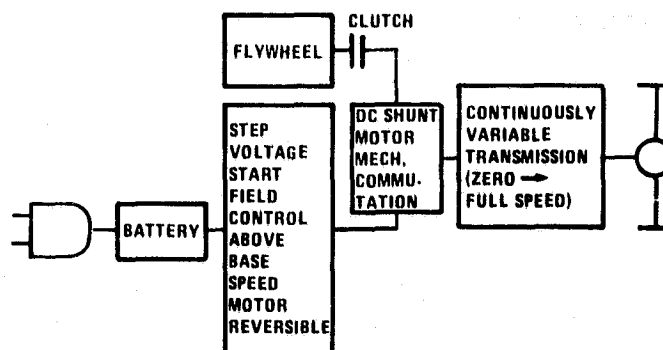 CLUTCH
FLYWHEEL
STEP
VOLTAGE
START
FIELD
CONTROL
ABOVE
BASE
SPEED
MOTOR
REVERSIBLE
DC SHUNT
MOTOR
MECH,
COMMU-
TATION
CONTINUOUSLY
VARIABLE
TRANSMISSION
(ZERO →
FULL SPEED)
BATTERY